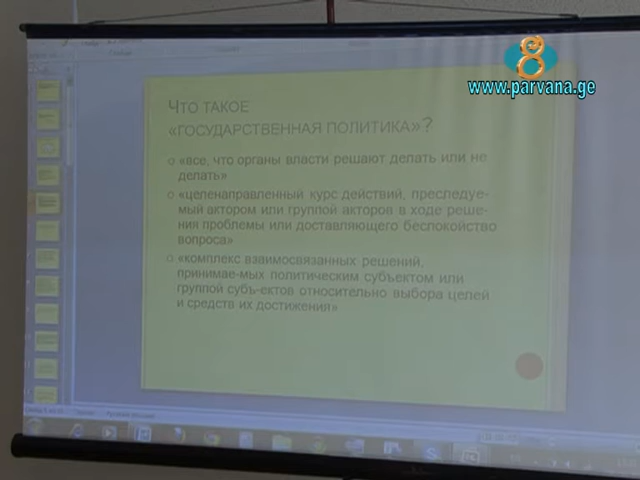 8
www.parvana.ge
ЧТО ТАКОЕ
«ГОСУДАРСТВЕННАЯ ПОЛИТИКА»?
«все, что органы власти решают делать или не
делать»
«целенаправленный курс действий, преследуе-
мый актором или группой акторов в ходе реше-
ния проблемы или доставляющего беспокойство
вопроса»
«комплекс взаимосвязанных решений,
принимае-мых политическим субъектом или
группой субъ-ектов относительно выбора целей
и средств их достижения»